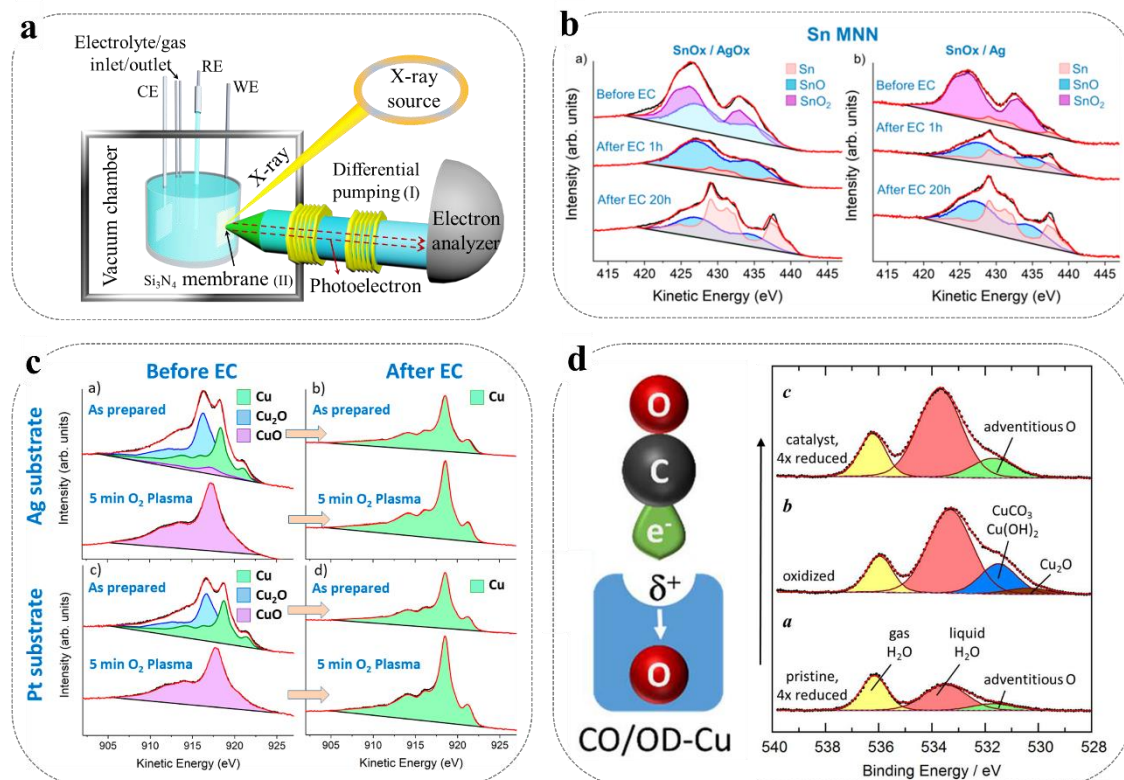 a
Electrolyte/gas
inlet/outlet
RE
CE
WE
X-ray
source
X-ray
Vacuum chamber
Differential
pumping (I)
Electron
analyzer
Si₃N₄ membrane (II)
Photoelectron
b
Sn MNN
a)
SnOx / AgOx
Sn
SnO
SnO₂
Before EC
After EC 1h
After EC 20h
Intensity (arb. units)
415 420 425 430 435 440 445
Kinetic Energy (eV)
b)
SnOx / Ag
Sn
SnO
SnO₂
Before EC
After EC 1h
After EC 20h
Intensity (arb. units)
415 420 425 430 435 440 445
Kinetic Energy (eV)
c
Before EC
After EC
Ag substrate
Intensity (arb. units)
a)
As prepared
Cu
Cu₂O
CuO
5 min O₂ Plasma
b)
As prepared
Cu
5 min O₂ Plasma
Pt substrate
Intensity (arb. units)
c)
As prepared
Cu
Cu₂O
CuO
5 min O₂ Plasma
d)
As prepared
Cu
5 min O₂ Plasma
905 910 915 920 925
Kinetic Energy (eV)
905 910 915 920 925
Kinetic Energy (eV)
d
O
C
e⁻
δ⁺
O
CO/OD-Cu
c
catalyst,
4x reduced
adventitious O
b
oxidized
CuCO₃
Cu(OH)₂
Cu₂O
a
pristine,
4x reduced
gas
H₂O
liquid
H₂O
adventitious O
540 538 536 534 532 530 528
Binding Energy / eV